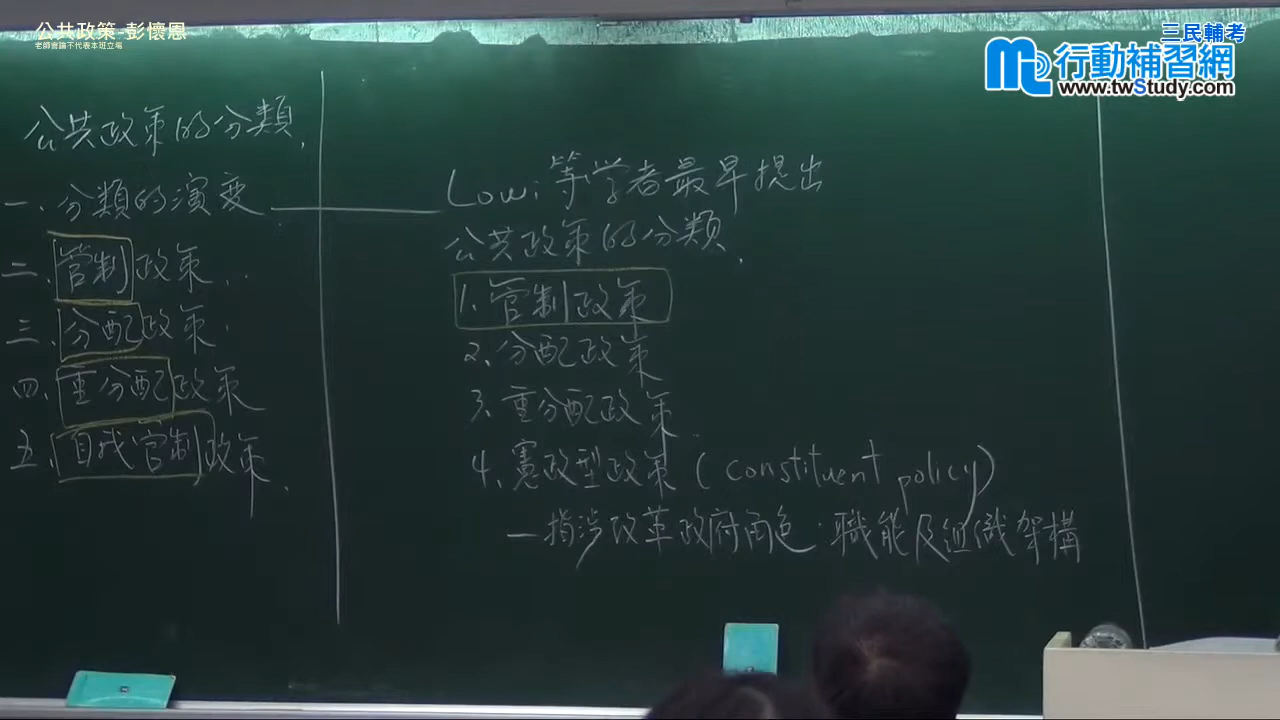 公共政策-彭懷恩
老師言論不代表本班立場
三民輔考
行動補習網
www.twStudy.com
公共政策的分類.
一、分類的演变
二、管制政策
三、分配政策
四、重分配政策
五、自我管制政策
Lowi等学者最早提出
公共政策的分類.
1.管制政策
2.分配政策
3.重分配政策
4.憲政型政策(constituent policy)
—指涉改革政府角色.職能及組織架構